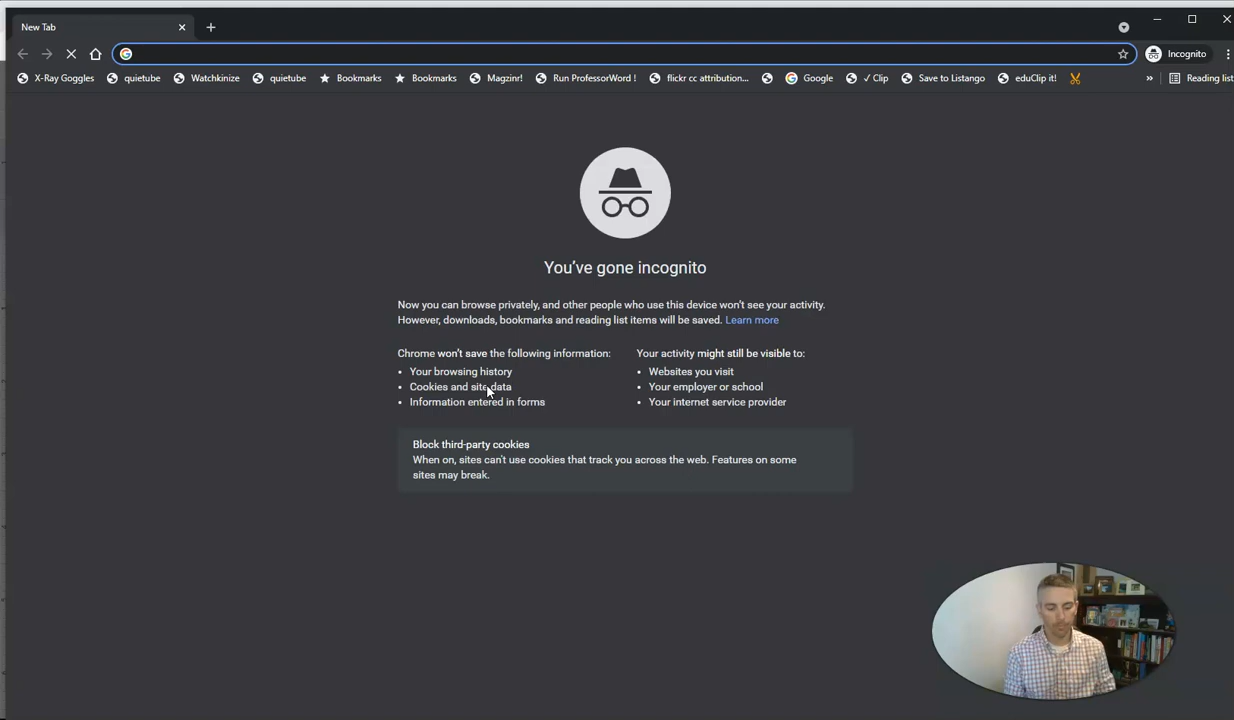 New Tab
Incognito
X-Ray Goggles quietube Watchkinize quietube Bookmarks Bookmarks Magzinr! Run ProfessorWord ! flickr cc attribution... Google ✓ Clip Save to Listango eduClip it! » Reading list
You've gone incognito
Now you can browse privately, and other people who use this device won't see your activity.
However, downloads, bookmarks and reading list items will be saved. Learn more
Chrome won't save the following information:
• Your browsing history
• Cookies and site data
• Information entered in forms
Your activity might still be visible to:
• Websites you visit
• Your employer or school
• Your internet service provider
Block third-party cookies
When on, sites can't use cookies that track you across the web. Features on some
sites may break.